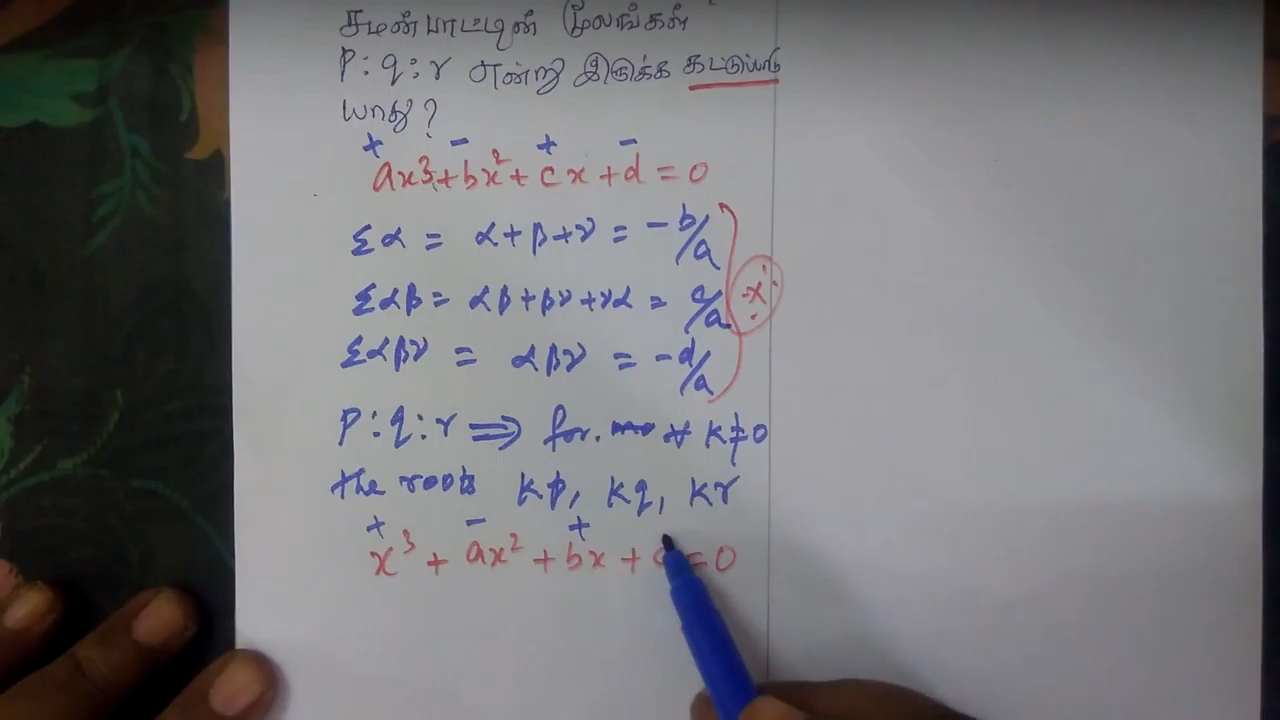 சமன்பாட்டின் மூலங்கள்
p : q : r என்று இருக்க கட்டுப்பாடு
யாது ?
+ - + -
ax³ + bx² + cx + d = 0
Σα = α+β+γ = -b/a
Σαβ = αβ+βγ+γα = c/a
Σαβγ = αβγ = -d/a
P : q : r ⟹ for. ∀ k≠0
the roots kp, kq, kr
+ - +
x³ + ax² + bx + c = 0